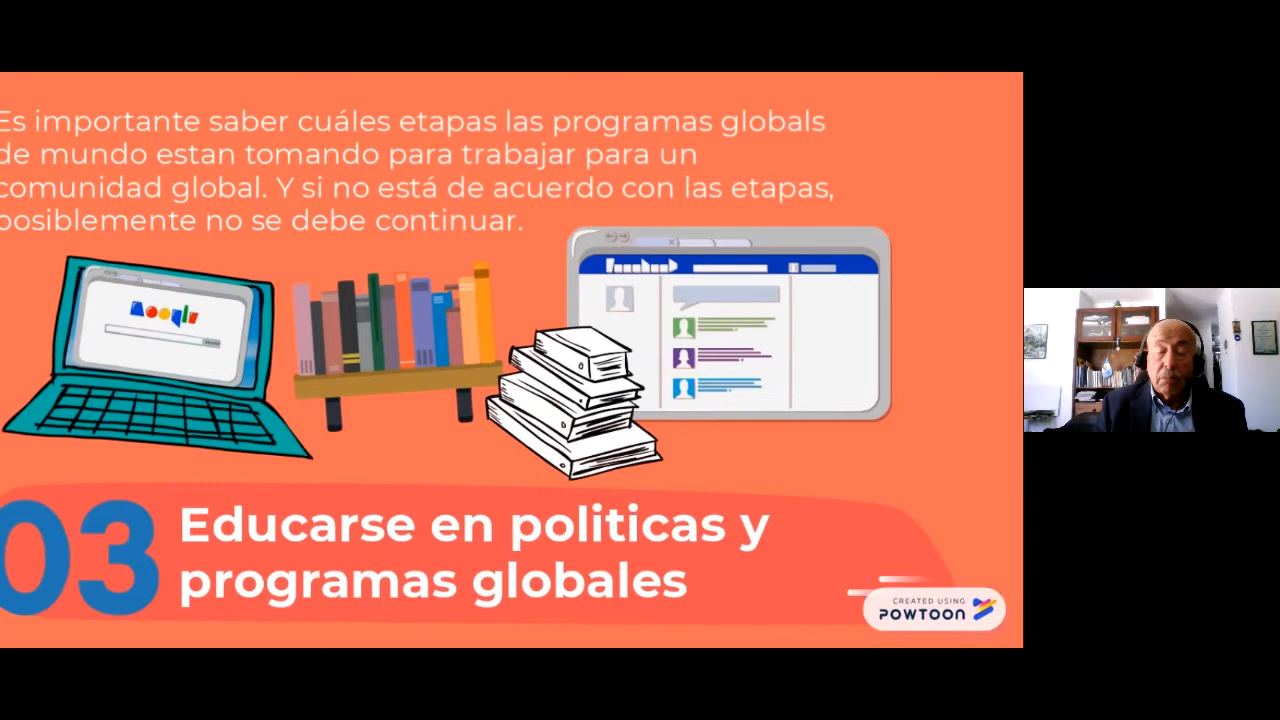 Es importante saber cuáles etapas las programas globals
de mundo estan tomando para trabajar para un
comunidad global. Y si no está de acuerdo con las etapas,
posiblemente no se debe continuar.
03
Educarse en politicas y
programas globales
CREATED USING
POWTOON